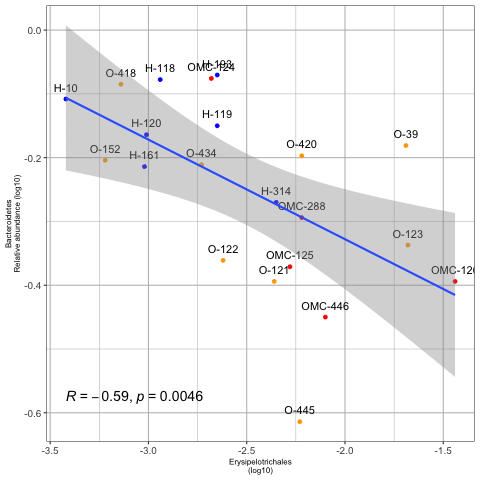 0.0
-0.2
-0.4
-0.6
Bacteroidetes
Relative abundance (log10)
H-118
OMC-124
O-418
H-10
H-119
H-120
O-152
H-161
O-434
O-420
O-39
H-314
OMC-288
O-123
O-122
OMC-125
O-121
OMC-126
OMC-446
R = −0.59, p = 0.0046
O-445
-3.5
-3.0
-2.5
-2.0
-1.5
Erysipelotrichales
(log10)